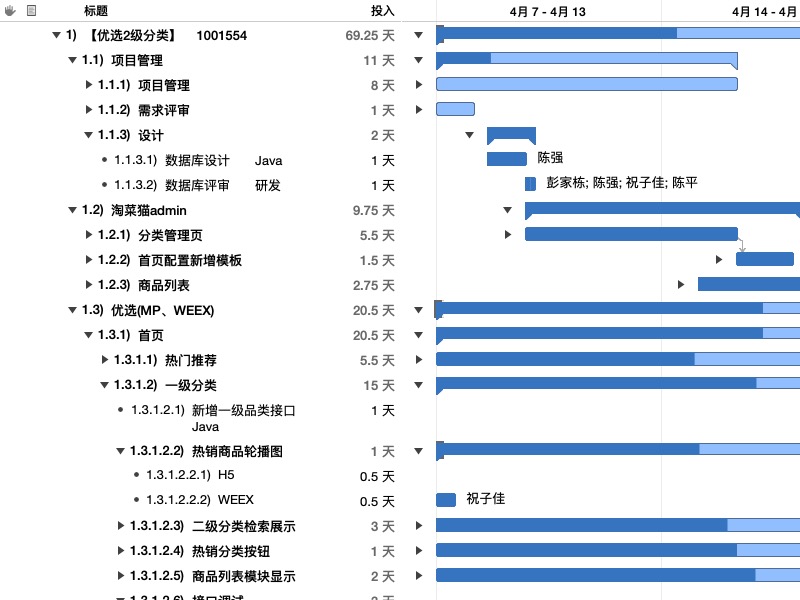 标题 投入 4月 7 - 4月 13 4月 14 - 4月
1) 【优选2级分类】 1001554 69.25 天
1.1) 项目管理 11 天
1.1.1) 项目管理 8 天
1.1.2) 需求评审 1 天
1.1.3) 设计 2 天
1.1.3.1) 数据库设计 Java 1 天 陈强
1.1.3.2) 数据库评审 研发 1 天 彭家栋; 陈强; 祝子佳; 陈平
1.2) 淘菜猫admin 9.75 天
1.2.1) 分类管理页 5.5 天
1.2.2) 首页配置新增模板 1.5 天
1.2.3) 商品列表 2.75 天
1.3) 优选(MP、WEEX) 20.5 天
1.3.1) 首页 20.5 天
1.3.1.1) 热门推荐 5.5 天
1.3.1.2) 一级分类 15 天
1.3.1.2.1) 新增一级品类接口 1 天
Java
1.3.1.2.2) 热销商品轮播图 1 天
1.3.1.2.2.1) H5 0.5 天
1.3.1.2.2.2) WEEX 0.5 天 祝子佳
1.3.1.2.3) 二级分类检索展示 3 天
1.3.1.2.4) 热销分类按钮 1 天
1.3.1.2.5) 商品列表模块显示 2 天
1.3.1.2.6) 接口调试